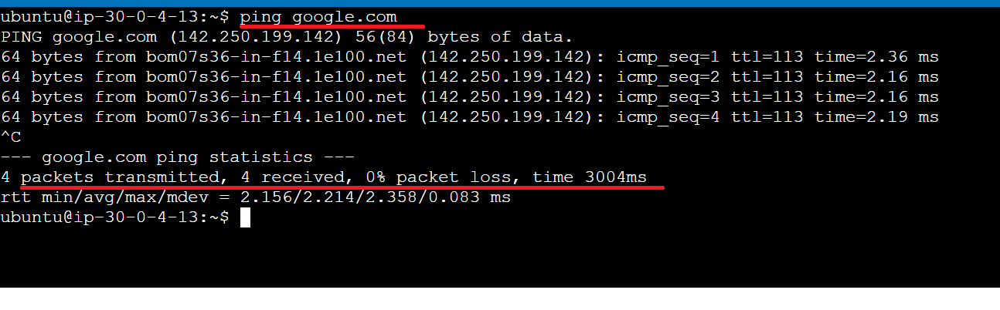 ubuntu@ip-30-0-4-13:~$ ping google.com
PING google.com (142.250.199.142) 56(84) bytes of data.
64 bytes from bom07s36-in-f14.1e100.net (142.250.199.142): icmp_seq=1 ttl=113 time=2.36 ms
64 bytes from bom07s36-in-f14.1e100.net (142.250.199.142): icmp_seq=2 ttl=113 time=2.16 ms
64 bytes from bom07s36-in-f14.1e100.net (142.250.199.142): icmp_seq=3 ttl=113 time=2.16 ms
64 bytes from bom07s36-in-f14.1e100.net (142.250.199.142): icmp_seq=4 ttl=113 time=2.19 ms
^C
--- google.com ping statistics ---
4 packets transmitted, 4 received, 0% packet loss, time 3004ms
rtt min/avg/max/mdev = 2.156/2.214/2.358/0.083 ms
ubuntu@ip-30-0-4-13:~$